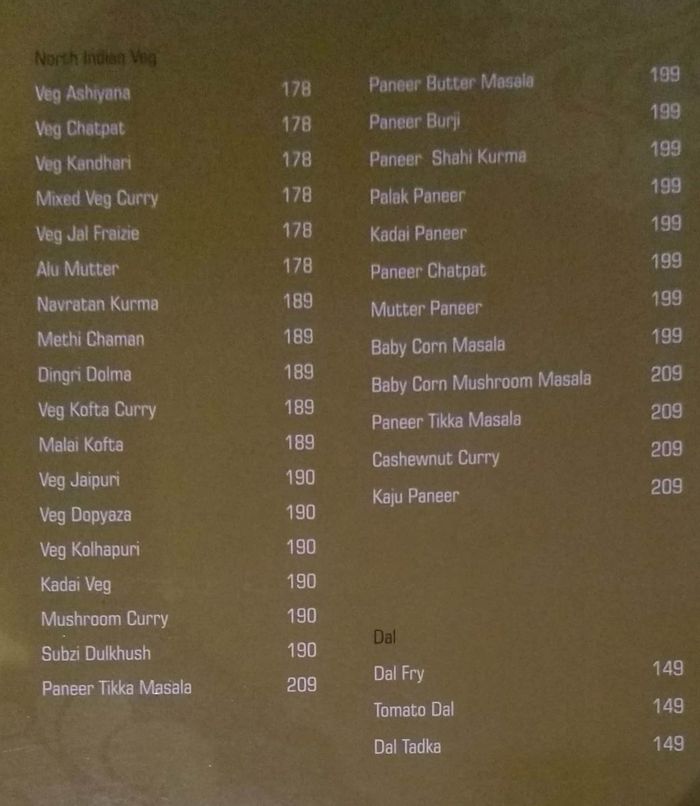 North Indian Veg
Veg Ashiyana 178
Veg Chatpat 178
Veg Kandhari 178
Mixed Veg Curry 178
Veg Jal Fraizie 178
Alu Mutter 178
Navratan Kurma 189
Methi Chaman 189
Dingri Dolma 189
Veg Kofta Curry 189
Malai Kofta 189
Veg Jaipuri 190
Veg Dopyaza 190
Veg Kolhapuri 190
Kadai Veg 190
Mushroom Curry 190
Subzi Dulkhush 190
Paneer Tikka Masala 209
Paneer Butter Masala 199
Paneer Burji 199
Paneer Shahi Kurma 199
Palak Paneer 199
Kadai Paneer 199
Paneer Chatpat 199
Mutter Paneer 199
Baby Corn Masala 199
Baby Corn Mushroom Masala 209
Paneer Tikka Masala 209
Cashewnut Curry 209
Kaju Paneer 209
Dal
Dal Fry 149
Tomato Dal 149
Dal Tadka 149